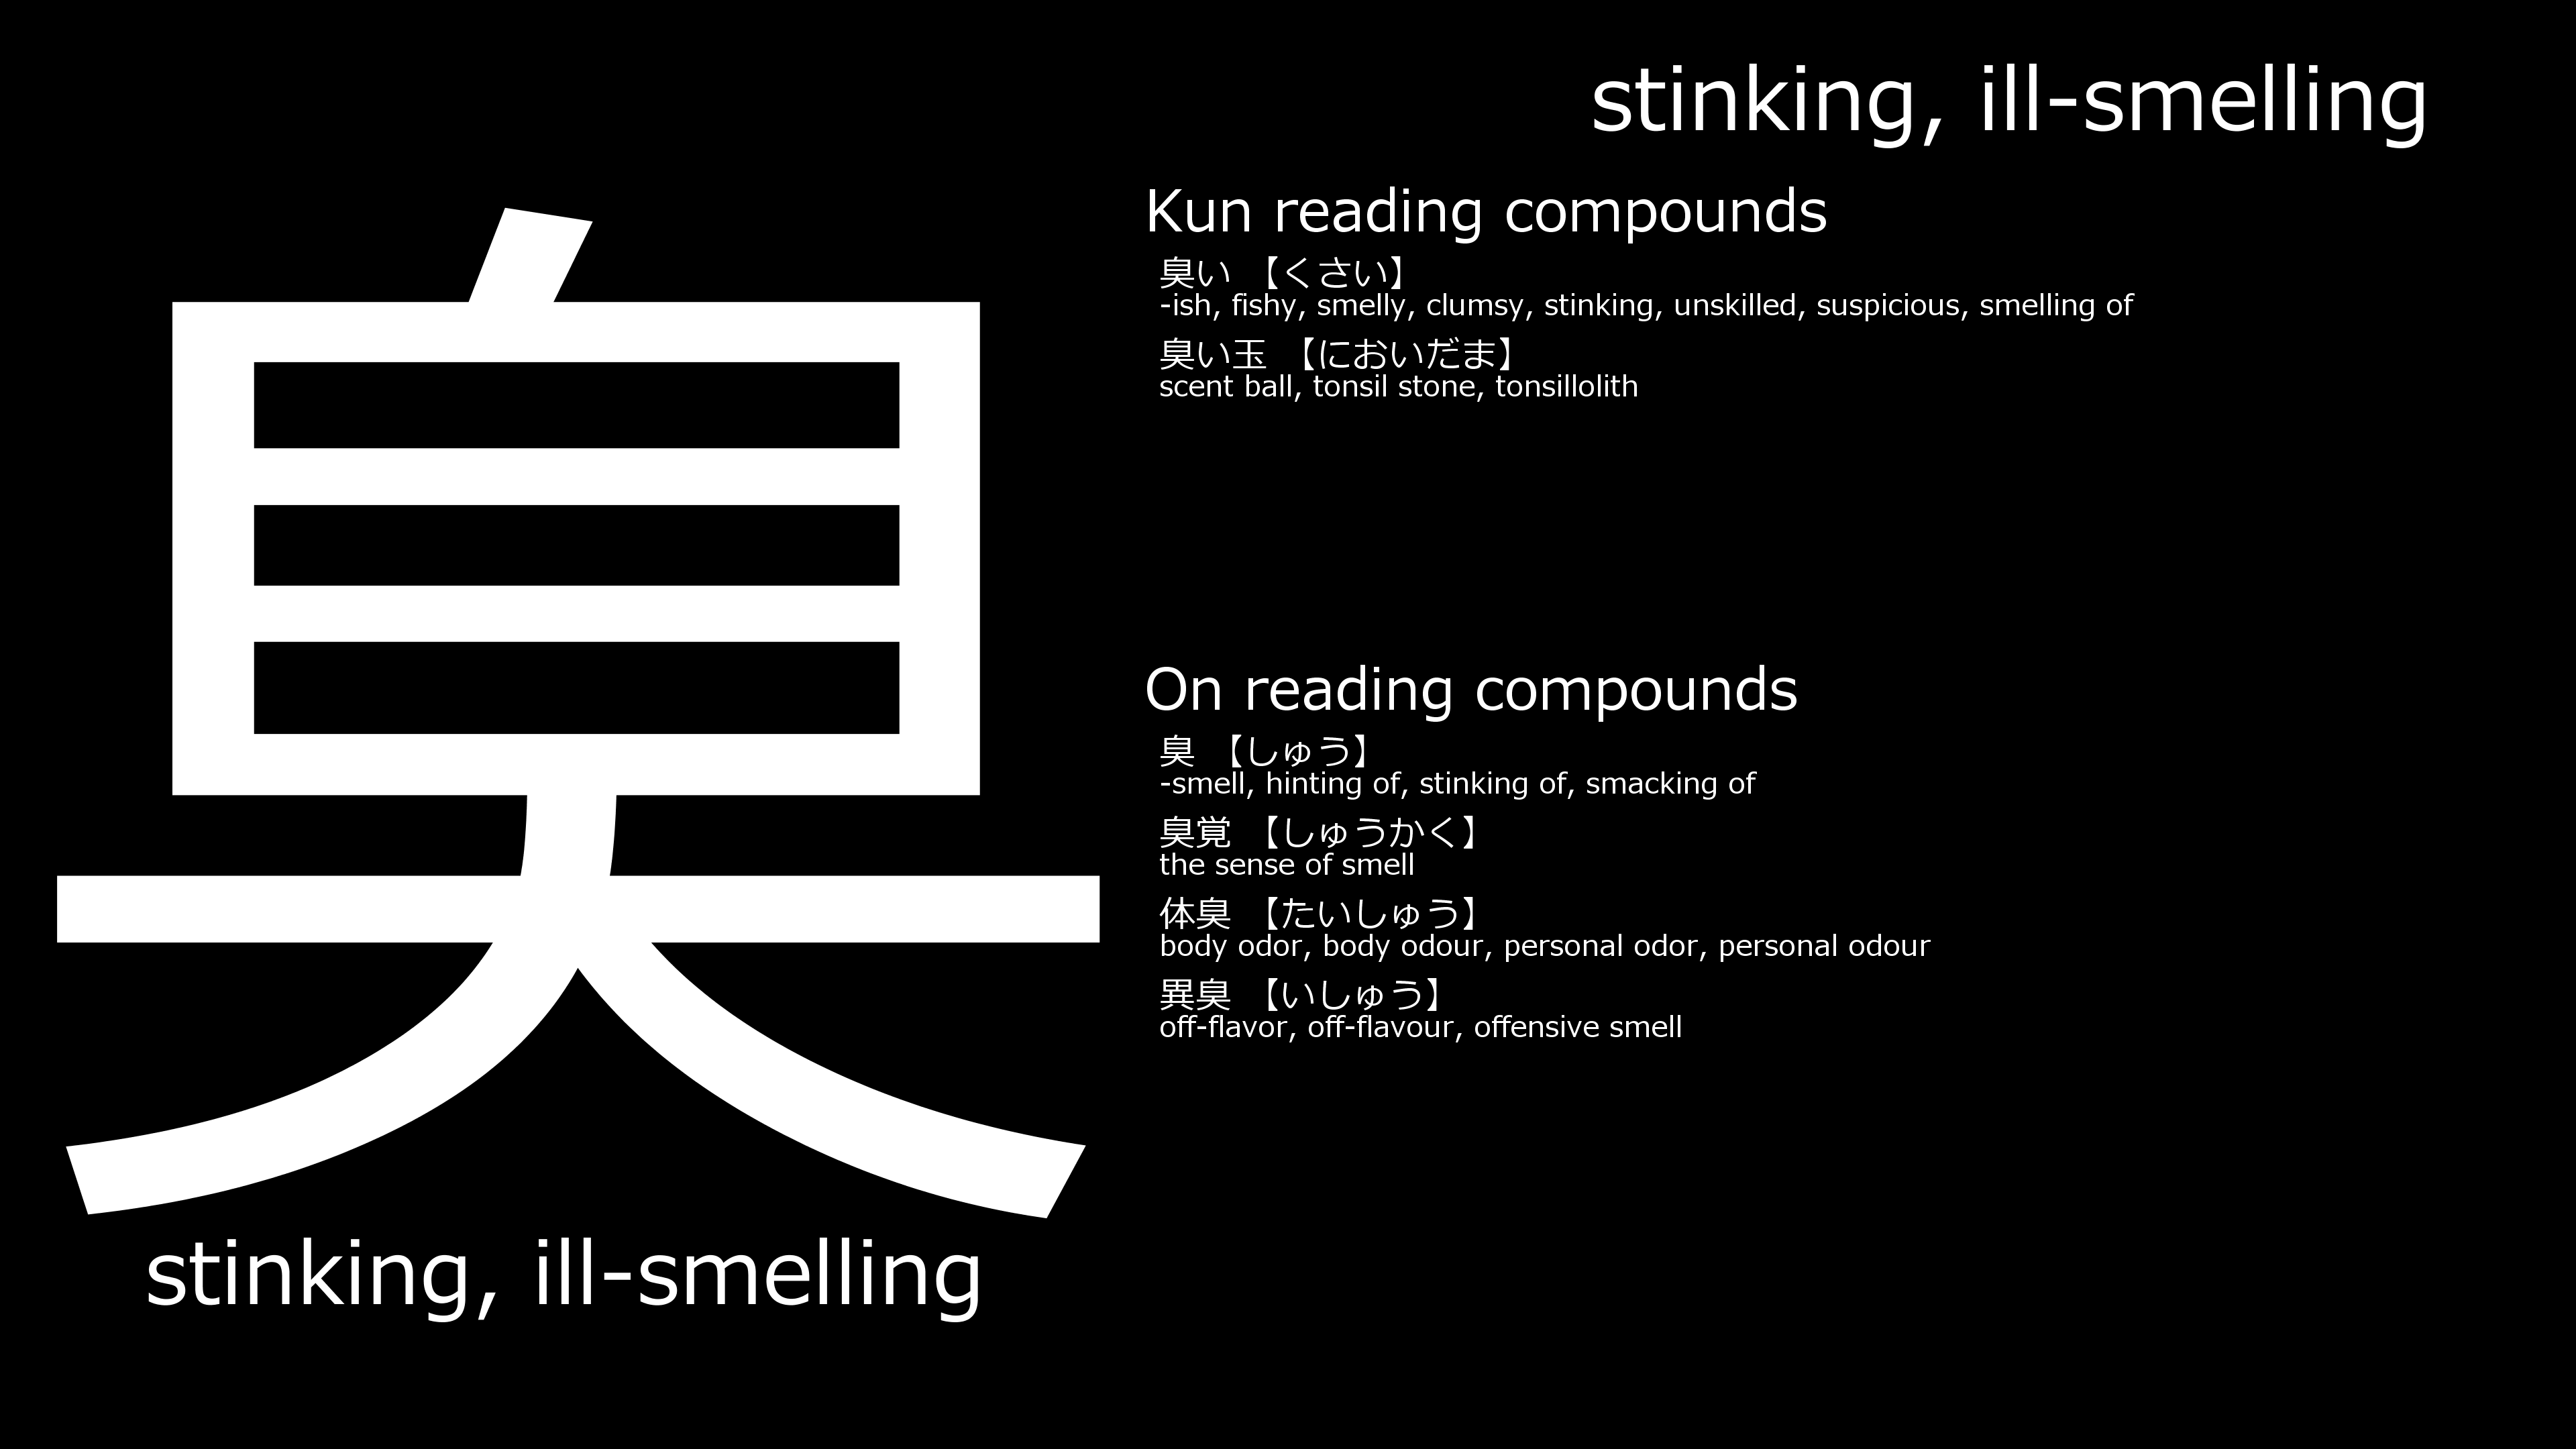 臭
stinking, ill-smelling
stinking, ill-smelling
Kun reading compounds
臭い 【くさい】
-ish, fishy, smelly, clumsy, stinking, unskilled, suspicious, smelling of
臭い玉 【においだま】
scent ball, tonsil stone, tonsillolith
On reading compounds
臭 【しゅう】
-smell, hinting of, stinking of, smacking of
臭覚 【しゅうかく】
the sense of smell
体臭 【たいしゅう】
body odor, body odour, personal odor, personal odour
異臭 【いしゅう】
off-flavor, off-flavour, offensive smell